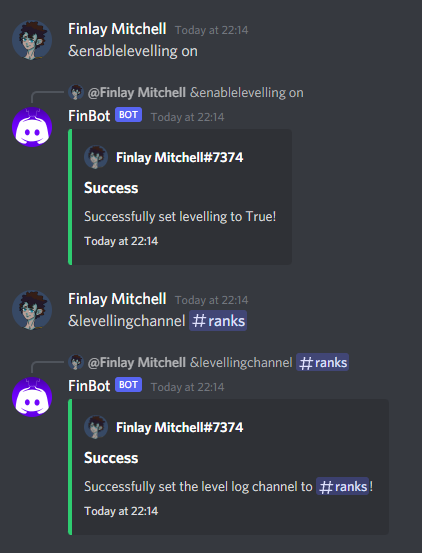 Finlay Mitchell Today at 22:14
&enablelevelling on
@Finlay Mitchell &enablelevelling on
FinBot BOT Today at 22:14
Finlay Mitchell#7374
Success
Successfully set levelling to True!
Today at 22:14
Finlay Mitchell Today at 22:14
&levellingchannel #ranks
@Finlay Mitchell &levellingchannel #ranks
FinBot BOT Today at 22:14
Finlay Mitchell#7374
Success
Successfully set the level log channel to #ranks!
Today at 22:14